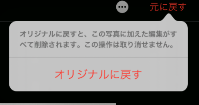 元に戻す
オリジナルに戻すと、この写真に加えた編集がす
べて削除されます。この操作は取り消せません。
オリジナルに戻す